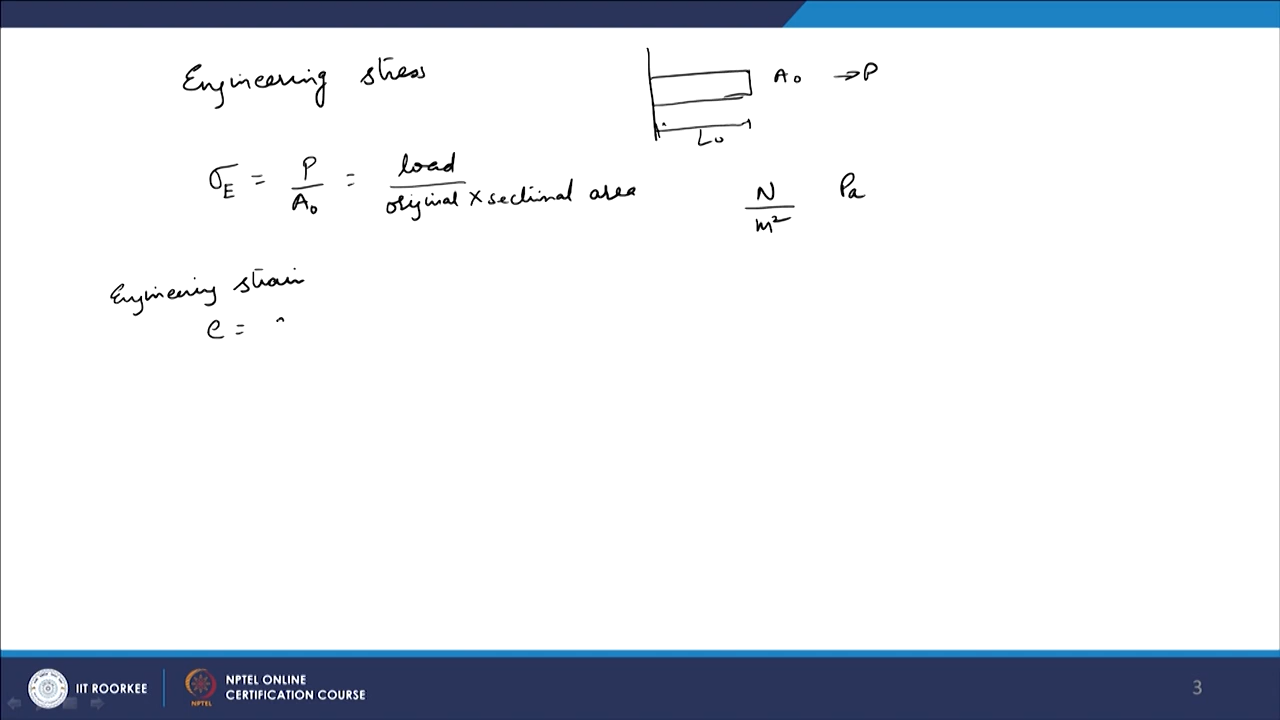 Engineering stress
A₀ → P
L₀
σ_E = P/A₀ = load/original × sectional area
N/m² Pa
Engineering strain
e =
IIT ROORKEE
NPTEL
NPTEL ONLINE
CERTIFICATION COURSE
3